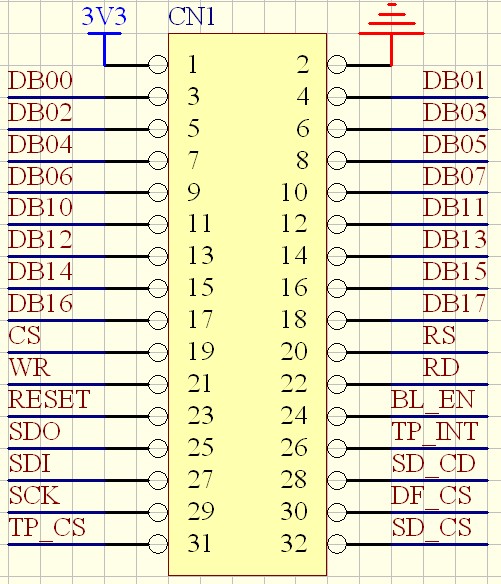 3V3 CN1
1 2
DB00 3 4 DB01
DB02 5 6 DB03
DB04 7 8 DB05
DB06 9 10 DB07
DB10 11 12 DB11
DB12 13 14 DB13
DB14 15 16 DB15
DB16 17 18 DB17
CS 19 20 RS
WR 21 22 RD
RESET 23 24 BL_EN
SDO 25 26 TP_INT
SDI 27 28 SD_CD
SCK 29 30 DF_CS
TP_CS 31 32 SD_CS